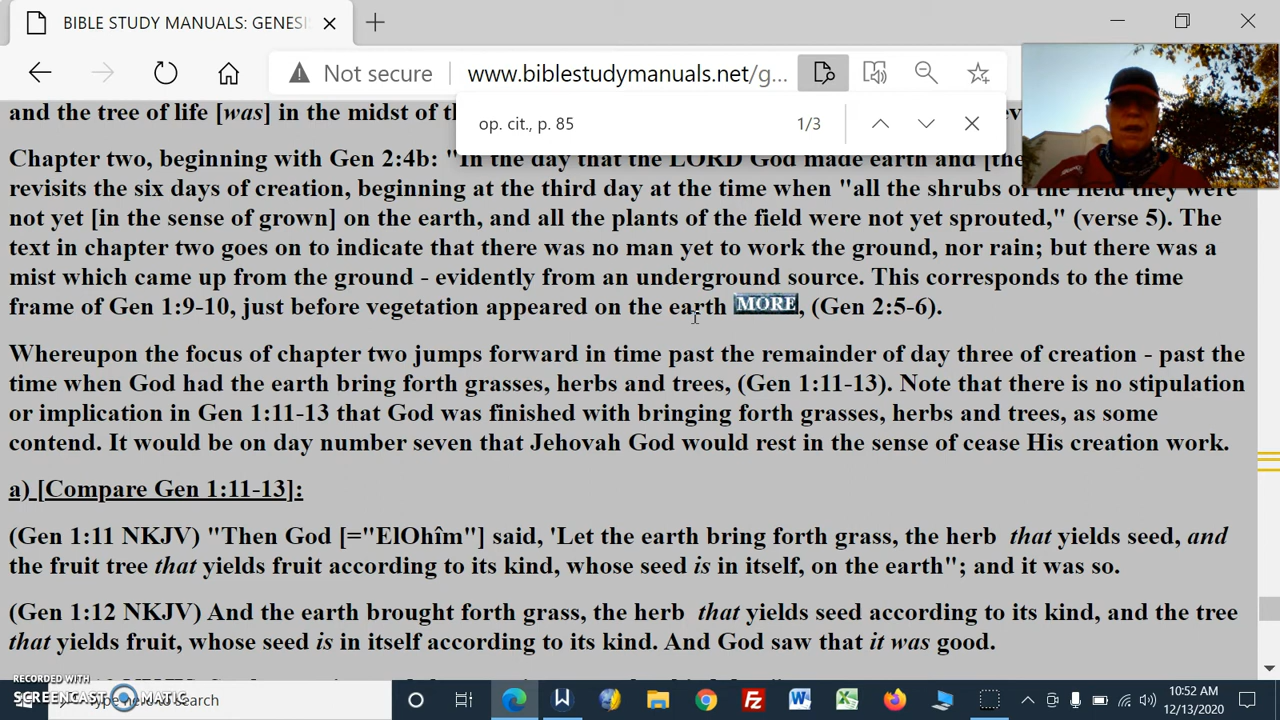 BIBLE STUDY MANUALS: GENESIS
Not secure www.biblestudymanuals.net/g...
op. cit., p. 85 1/3
and the tree of life [was] in the midst of th
Chapter two, beginning with Gen 2:4b: "In the day that the LORD God made earth and [the
revisits the six days of creation, beginning at the third day at the time when "all the shrubs of the field they were
not yet [in the sense of grown] on the earth, and all the plants of the field were not yet sprouted," (verse 5). The
text in chapter two goes on to indicate that there was no man yet to work the ground, nor rain; but there was a
mist which came up from the ground - evidently from an underground source. This corresponds to the time
frame of Gen 1:9-10, just before vegetation appeared on the earth MORE, (Gen 2:5-6).
Whereupon the focus of chapter two jumps forward in time past the remainder of day three of creation - past the
time when God had the earth bring forth grasses, herbs and trees, (Gen 1:11-13). Note that there is no stipulation
or implication in Gen 1:11-13 that God was finished with bringing forth grasses, herbs and trees, as some
contend. It would be on day number seven that Jehovah God would rest in the sense of cease His creation work.
a) [Compare Gen 1:11-13]:
(Gen 1:11 NKJV) "Then God [="ElOhîm"] said, 'Let the earth bring forth grass, the herb that yields seed, and
the fruit tree that yields fruit according to its kind, whose seed is in itself, on the earth"; and it was so.
(Gen 1:12 NKJV) And the earth brought forth grass, the herb that yields seed according to its kind, and the tree
that yields fruit, whose seed is in itself according to its kind. And God saw that it was good.
RECORDED WITH
SCREENCAST MATIC
Type here to search
10:52 AM
12/13/2020